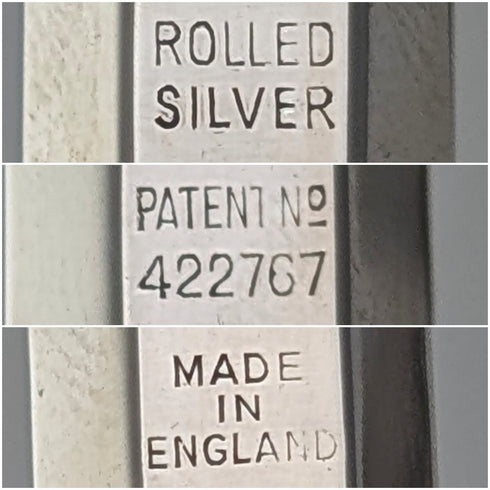 ROLLED
SILVER
PATENT Nº
422767
MADE
IN
ENGLAND